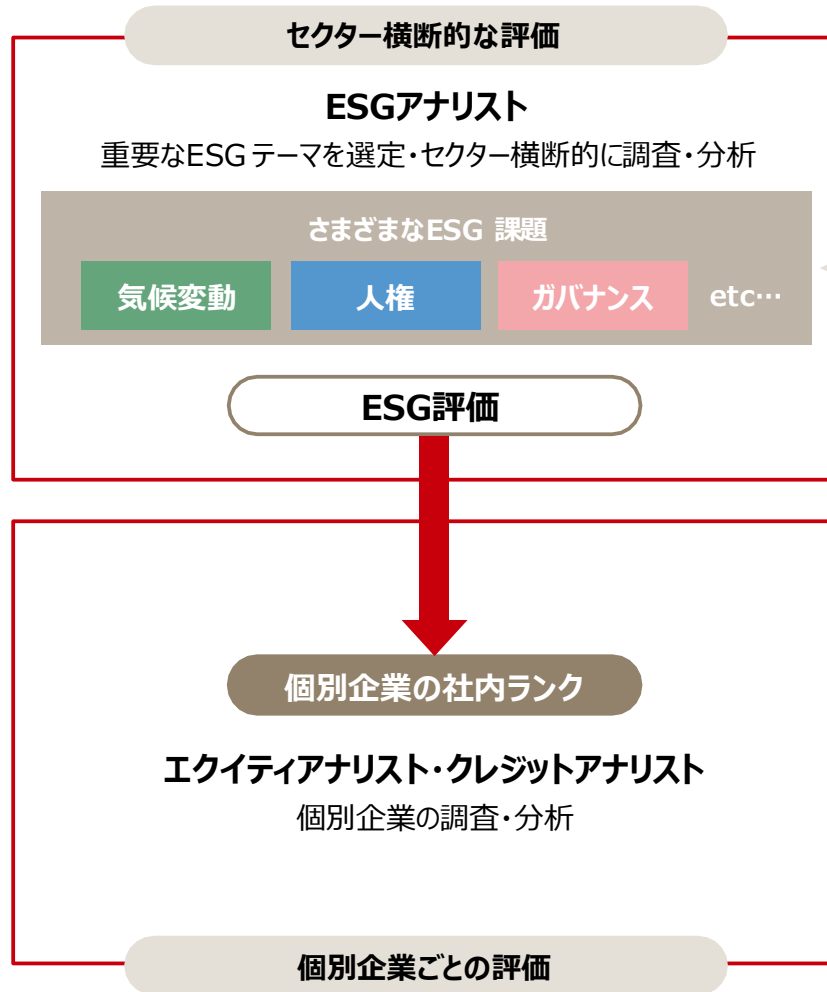 セクター横断的な評価
ESGアナリスト
重要なESGテーマを選定・セクター横断的に調査・分析
さまざまなESG 課題
気候変動
人権
ガバナンス
etc…
ESG評価
個別企業の社内ランク
エクイティアナリスト・クレジットアナリスト
個別企業の調査・分析
個別企業ごとの評価